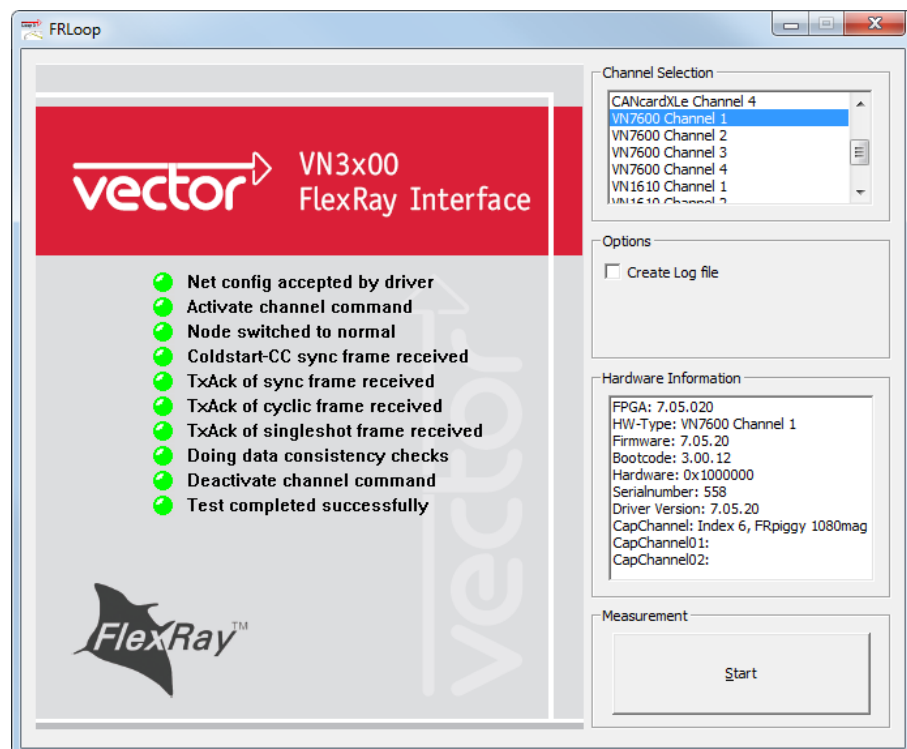 FRLoop
vector
VN3x00
FlexRay Interface
Net config accepted by driver
Activate channel command
Node switched to normal
Coldstart-CC sync frame received
TxAck of sync frame received
TxAck of cyclic frame received
TxAck of singleshot frame received
Doing data consistency checks
Deactivate channel command
Test completed successfully
vector
FlexRay™
Channel Selection
CANcardXLe Channel 4
VN7600 Channel 1
VN7600 Channel 2
VN7600 Channel 3
VN7600 Channel 4
VN1610 Channel 1
VN1610 Channel 2
Options
Create Log file
Hardware Information
FPGA: 7.05.020
HW-Type: VN7600 Channel 1
Firmware: 7.05.20
Bootcode: 3.00.12
Hardware: 0x1000000
Serialnumber: 558
Driver Version: 7.05.20
CapChannel: Index 6, FRpiggy 1080mag
CapChannel01:
CapChannel02:
Measurement
Start